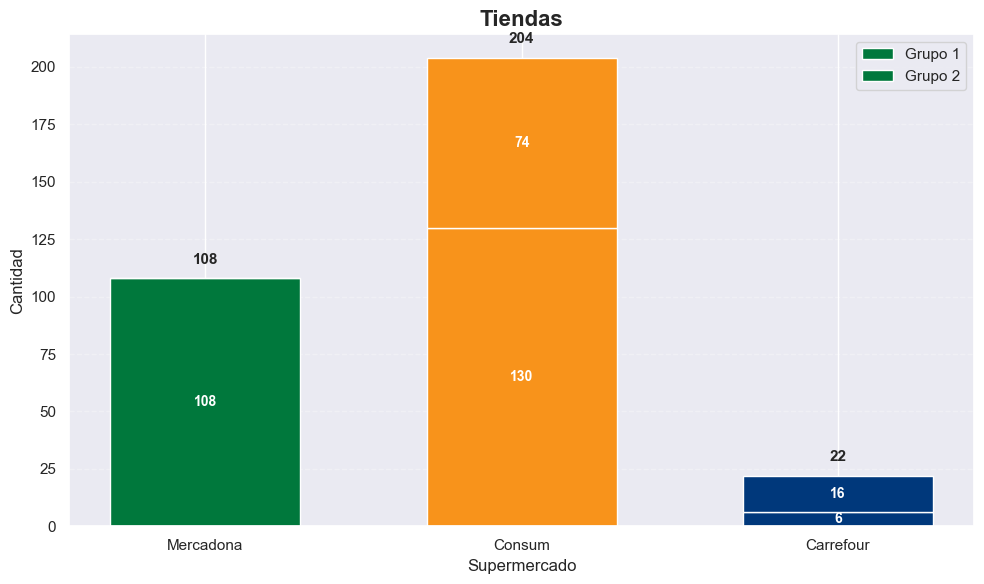 Tiendas
204
Grupo 1
Grupo 2
200
175
74
150
125
108
Cantidad
100
75
130
108
50
22
25
16
6
0
Mercadona
Consum
Carrefour
Supermercado